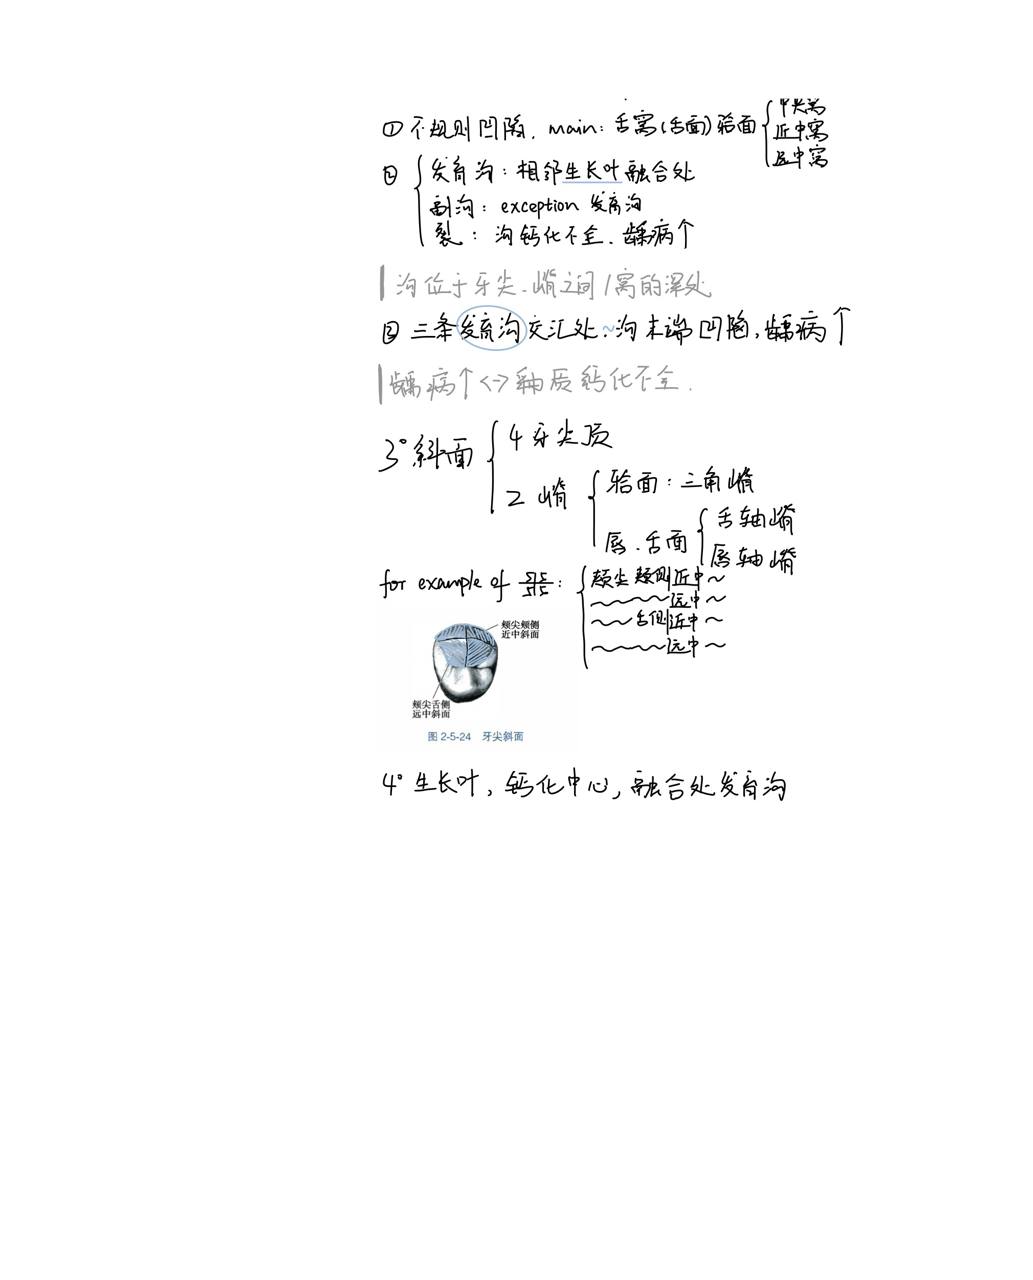 中央窝
① 不规则凹陷. main: 舌窝(舌面) 𬌗面
近中窝
远中窝
② 发育沟: 相邻生长叶融合处
副沟: exception 发育沟
裂: 沟钙化不全. 龋病↑
沟位于牙尖、嵴之间/窝的深处
③ 三条发育沟交汇处.~沟末端凹陷, 龋病↑
龋病↑<->釉质钙化不全.
3° 斜面
4 牙尖顶
2 嵴
𬌗面: 三角嵴
唇、舌面
舌轴嵴
唇轴嵴
for example of
颊尖颊侧近中~
~~~~远中~
~~舌侧近中~
~~~~远中~
颊尖颊侧
近中斜面
颊尖舌侧
远中斜面
图 2-5-24 牙尖斜面
4° 生长叶, 钙化中心, 融合处发育沟